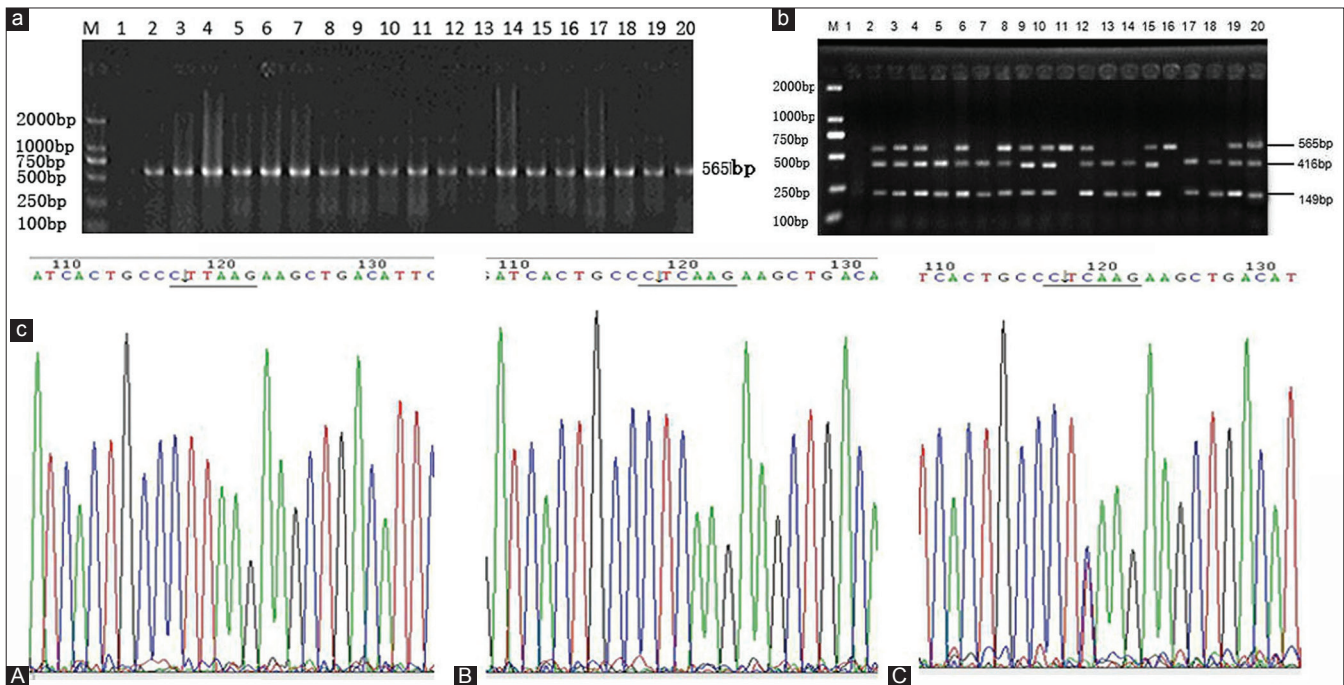 a
M 1 2 3 4 5 6 7 8 9 10 11 12 13 14 15 16 17 18 19 20
2000bp
1000bp
750bp
500bp
250bp
100bp
565bp
b
M 1 2 3 4 5 6 7 8 9 10 11 12 13 14 15 16 17 18 19 20
2000bp
1000bp
750bp
500bp
250bp
100bp
565bp
416bp
149bp
c
110 120 130
ATCACTGCCCTTAAGAAGCTGACATTC
110 120 130
GATCACTGCCCTCAAGAAGCTGACA
110 120 130
TCACTGCCCTCAAGAAGCTGACAT
A
B
C